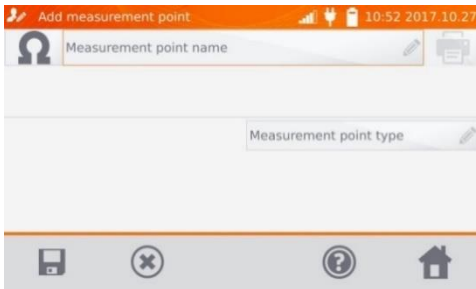 Add measurement point 10:52 2017.10.27
Measurement point name
Measurement point type